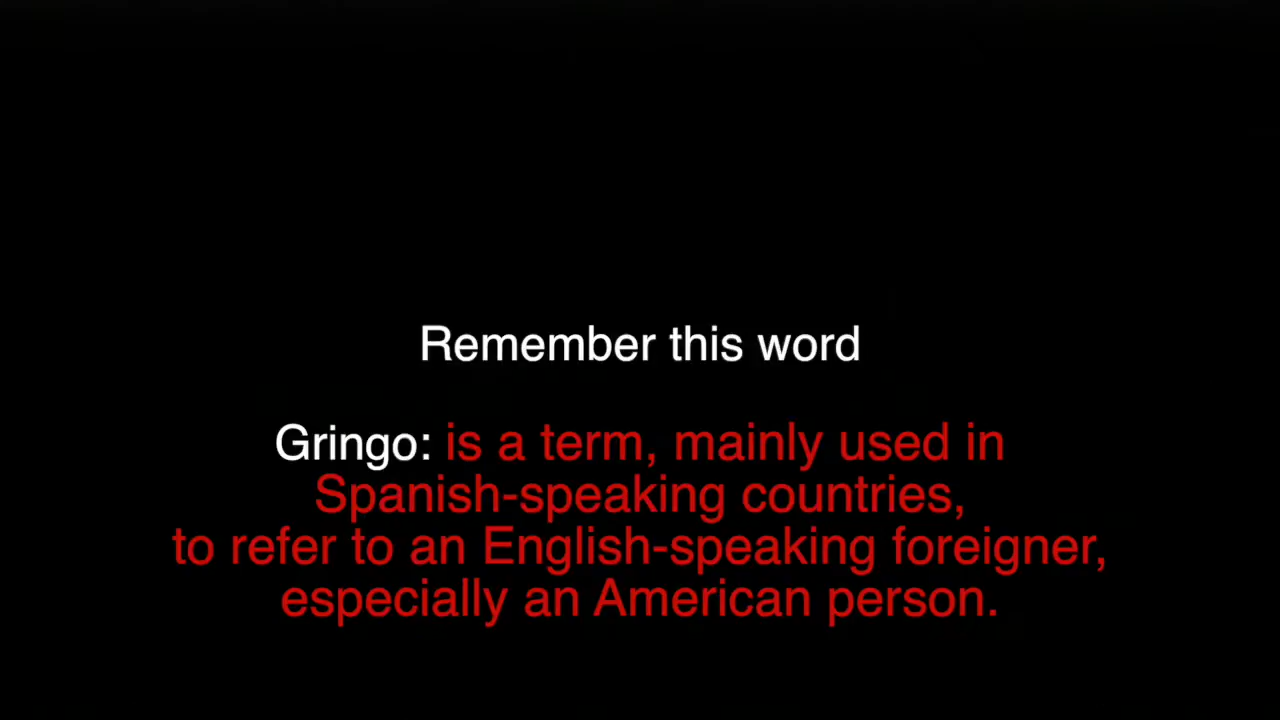 Remember this word
Gringo: is a term, mainly used in
Spanish-speaking countries,
to refer to an English-speaking foreigner,
especially an American person.